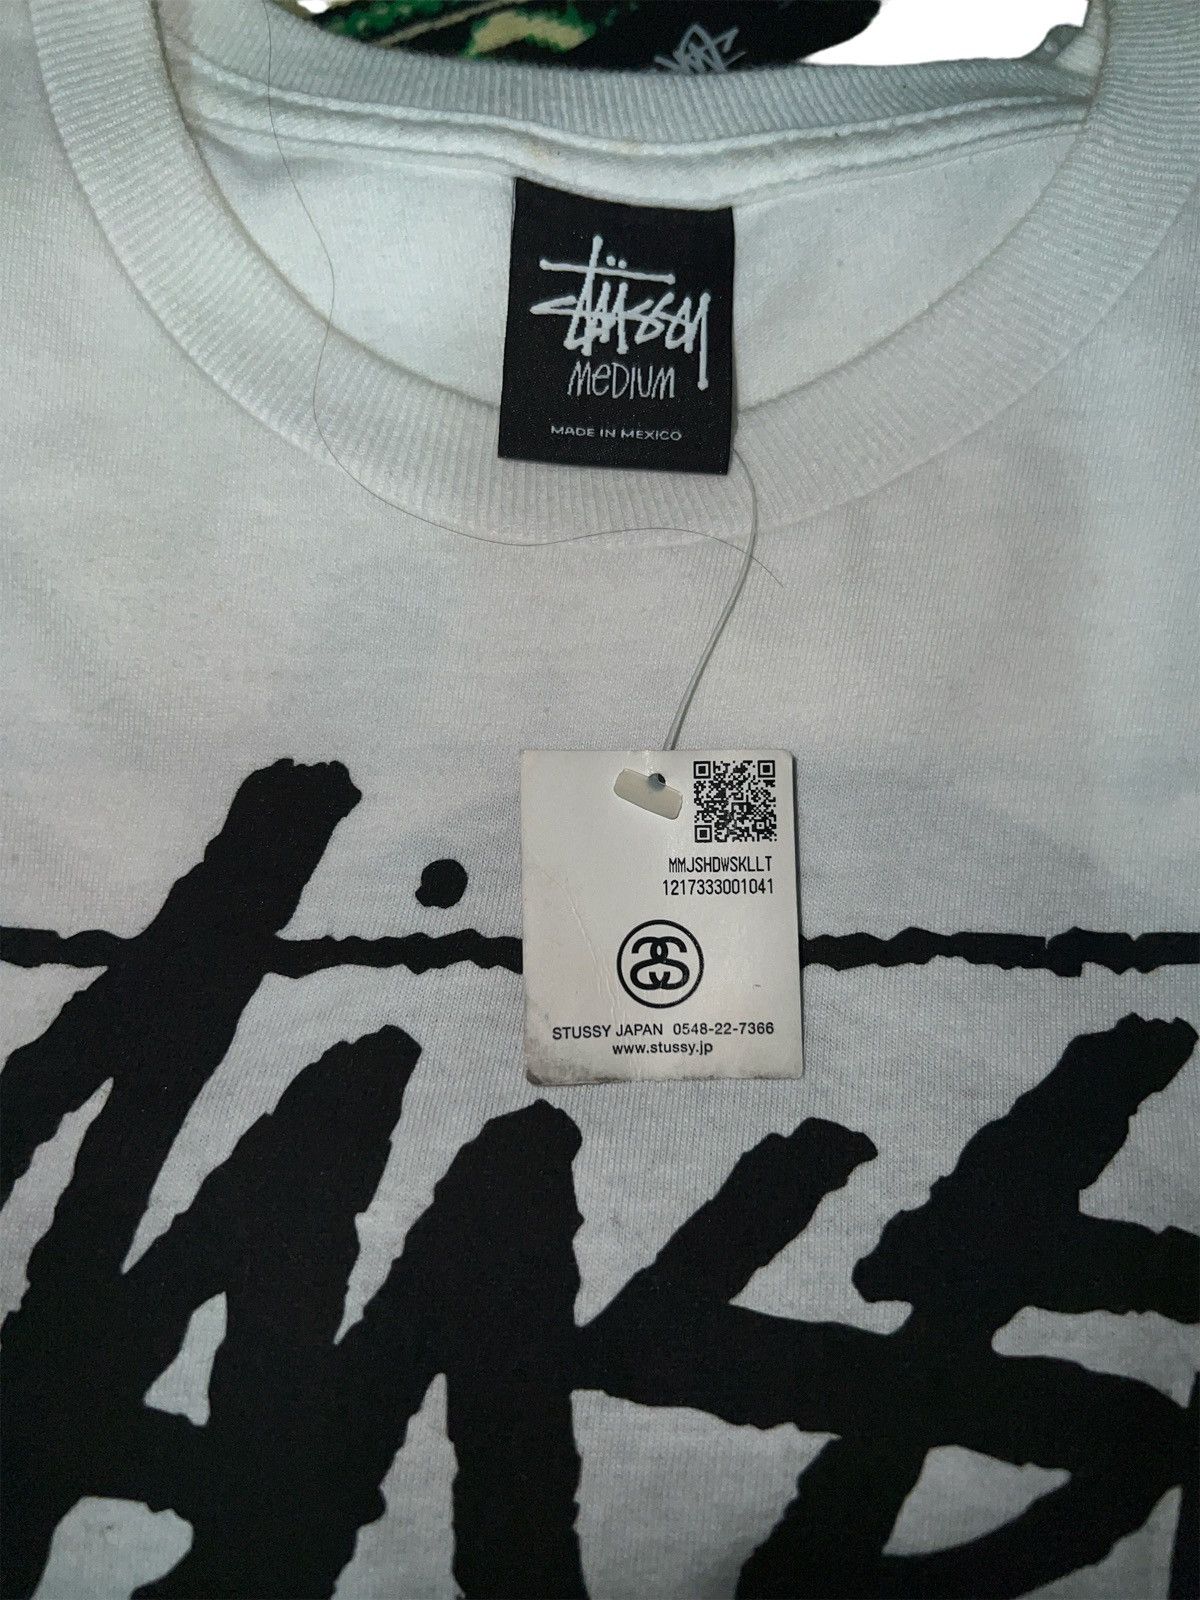 Stüssy
MEDIUM
MADE IN MEXICO
MMJSHDWSKLLT
1217333001041
STUSSY JAPAN 0548-22-7366
www.stussy.jp